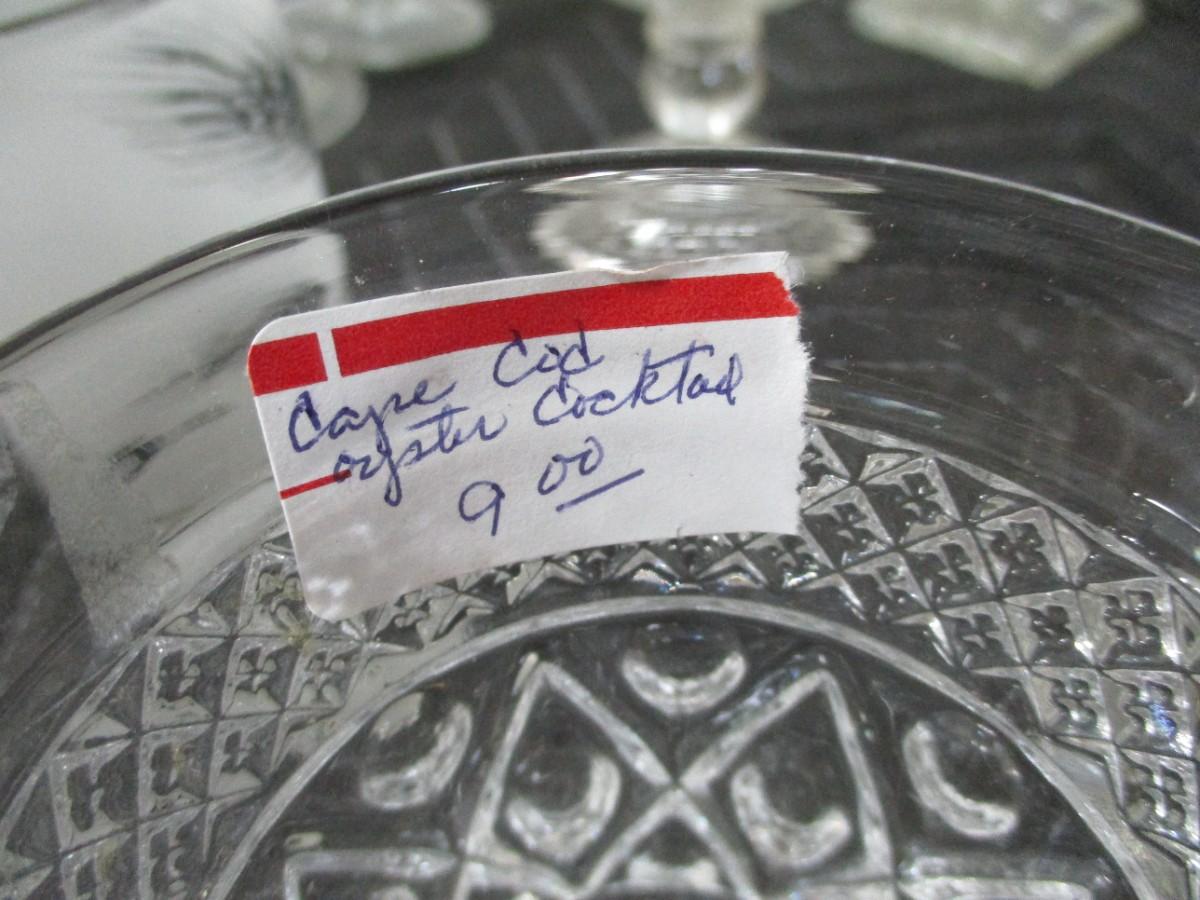 Cape Cod
oyster Cocktail
9 00